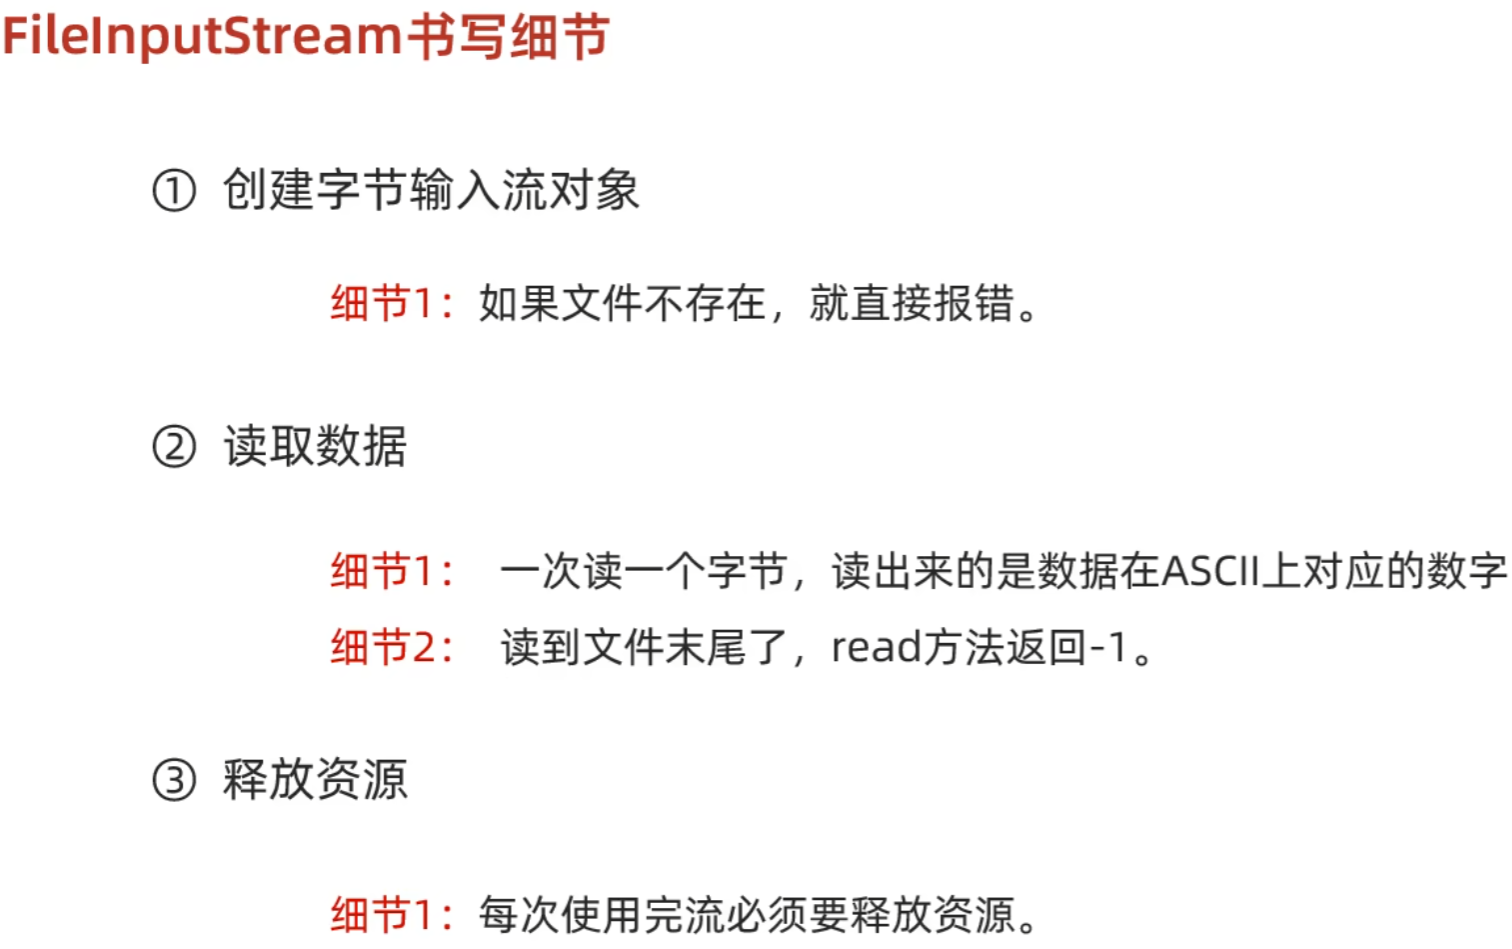 FileInputStream书写细节
① 创建字节输入流对象
细节1：如果文件不存在，就直接报错。
② 读取数据
细节1： 一次读一个字节，读出来的是数据在ASCII上对应的数字
细节2： 读到文件末尾了，read方法返回-1。
③ 释放资源
细节1：每次使用完流必须要释放资源。